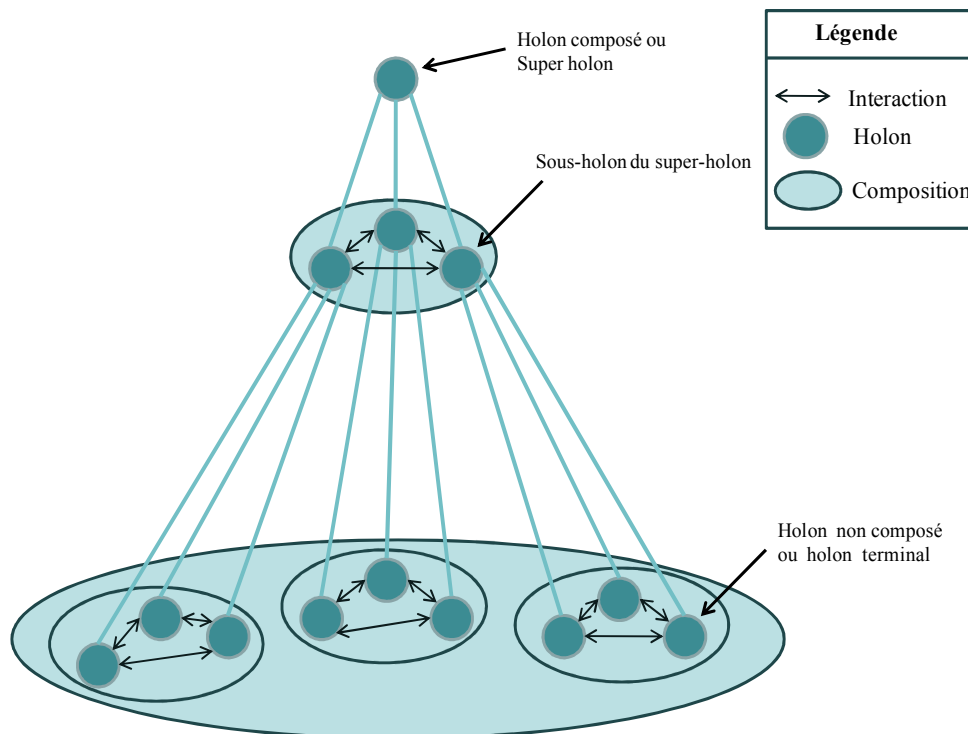 Holon composé ou
Super holon
Légende
Interaction
Holon
Composition
Sous-holon du super-holon
Holon non composé
ou holon terminal